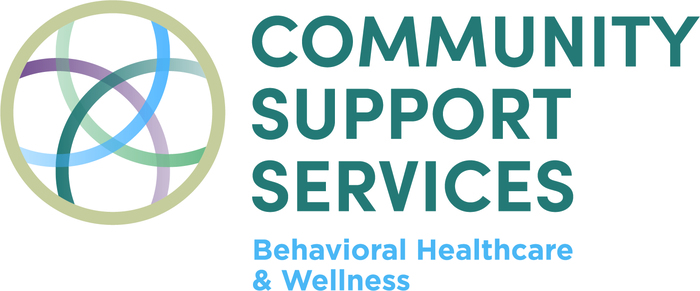 COMMUNITY
SUPPORT
SERVICES
Behavioral Healthcare
& Wellness